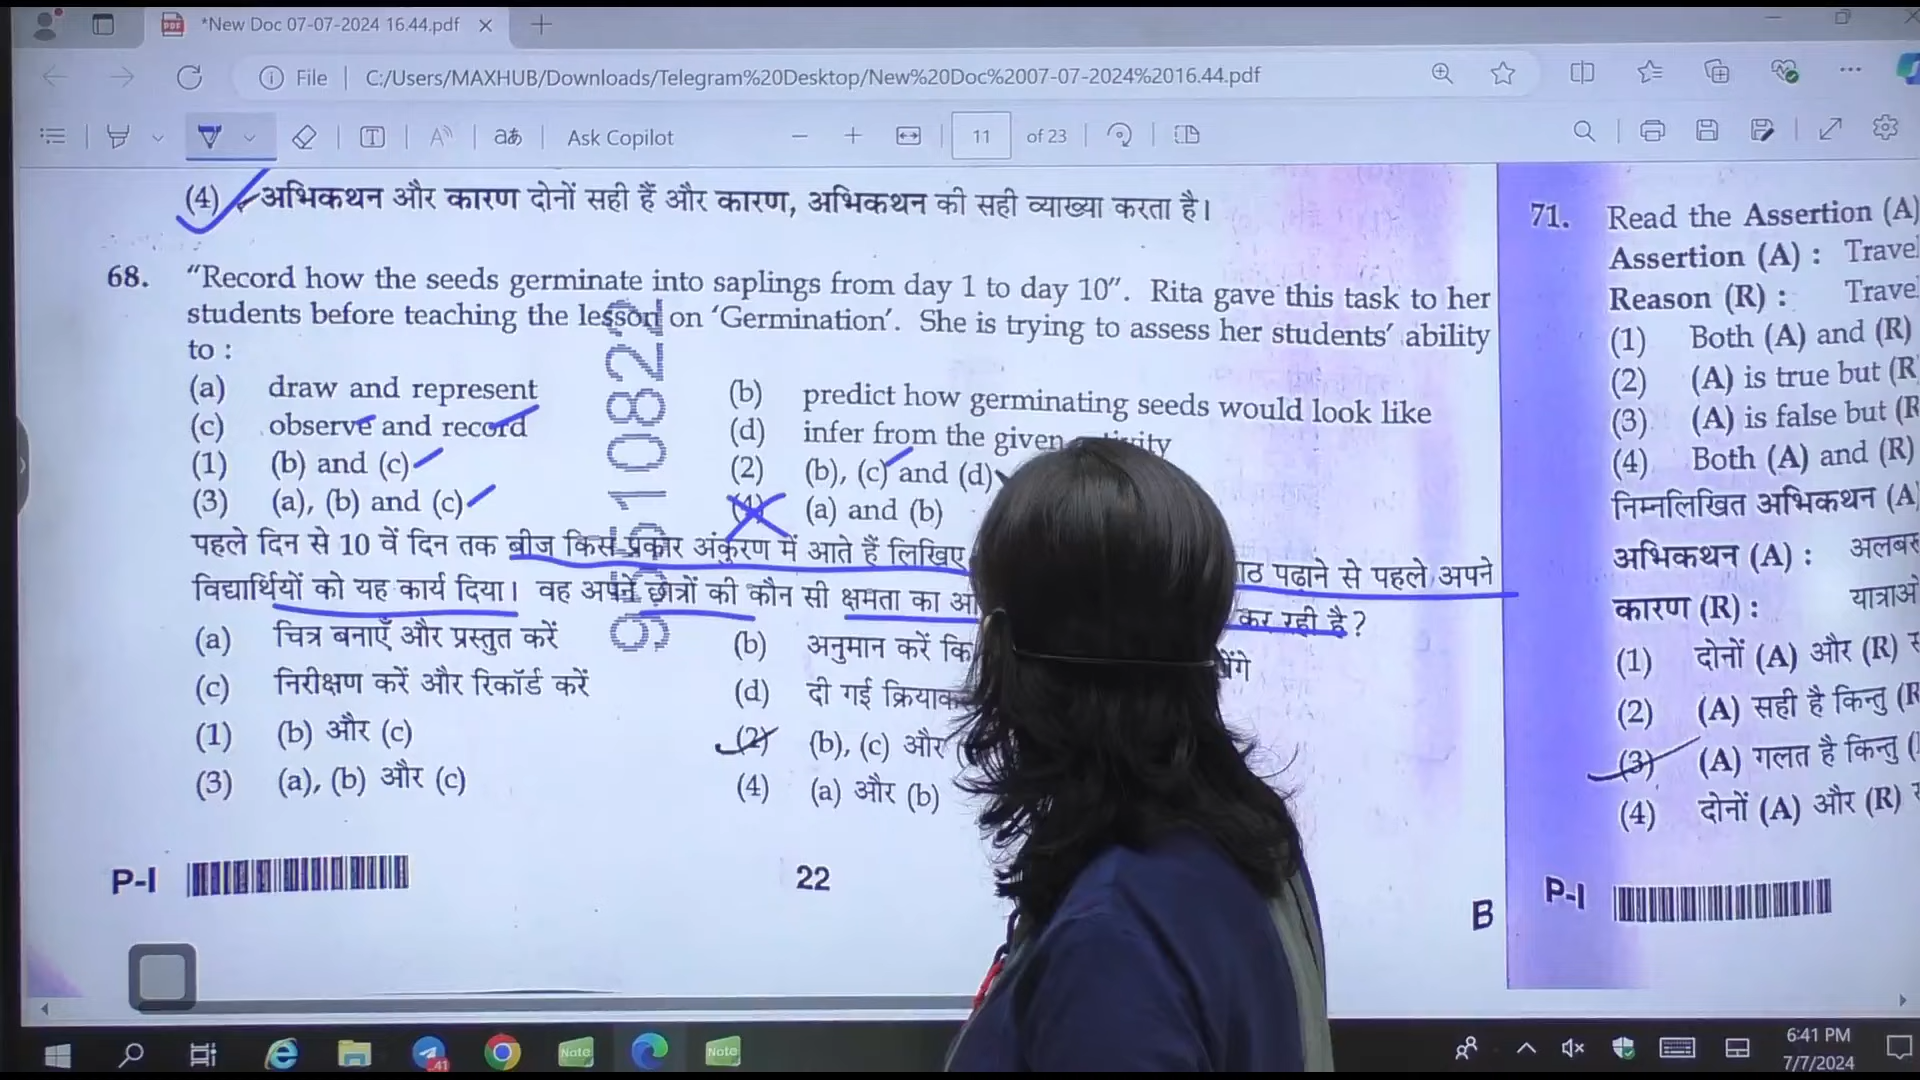 *New Doc 07-07-2024 16.44.pdf
File | C:/Users/MAXHUB/Downloads/Telegram%20Desktop/New%20Doc%2007-07-2024%2016.44.pdf
aあ Ask Copilot 11 of 23
(4) अभिकथन और कारण दोनों सही हैं और कारण, अभिकथन की सही व्याख्या करता है।
68. “Record how the seeds germinate into saplings from day 1 to day 10”. Rita gave this task to her
students before teaching the lesson on ‘Germination’. She is trying to assess her students’ ability
to :
(a) draw and represent (b) predict how germinating seeds would look like
(c) observe and record (d) infer from the given
(1) (b) and (c) (2) (b), (c) and (d)
(3) (a), (b) and (c) (4) (a) and (b)
पहले दिन से 10 वें दिन तक बीज किस प्रकार अंकुरण में आते हैं लिखिए पढ़ाने से पहले अपने
विद्यार्थियों को यह कार्य दिया। वह अपने छात्रों की कौन सी क्षमता का कर रही है?
(a) चित्र बनाएँ और प्रस्तुत करें (b) अनुमान करें कि
(c) निरीक्षण करें और रिकॉर्ड करें (d) दी गई
(1) (b) और (c) (2) (b), (c) और
(3) (a), (b) और (c) (4) (a) और (b)
P-I 22 B
71. Read the Assertion (A)
Assertion (A) :
Reason (R) :
(1) Both (A) and (R)
(2) (A) is true but (R
(3) (A) is false but (R
(4) Both (A) and (R)
निम्नलिखित अभिकथन (A)
अभिकथन (A) :
कारण (R) :
(1) दोनों (A) और (R)
(2) (A) सही है किन्तु (R
(3) (A) गलत है किन्तु (
(4) दोनों (A) और (R)
P-I
41 Note Note
6:41 PM
7/7/2024